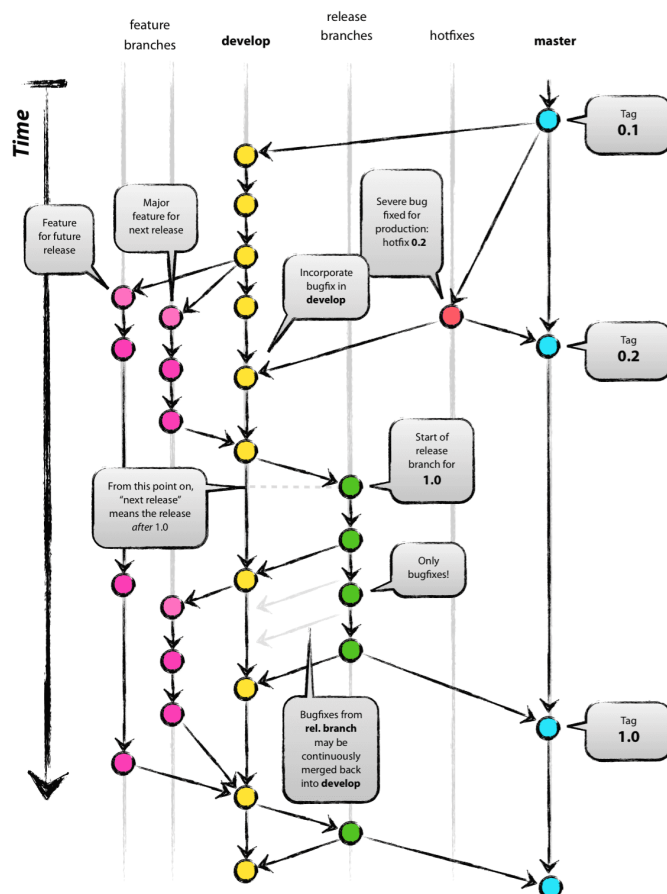 feature
branches
develop
release
branches
hotfixes
master
Time
Tag
0.1
Major
feature for
next release
Feature
for future
release
Severe bug
fixed for
production:
hotfix 0.2
Incorporate
bugfix in
develop
Tag
0.2
Start of
release
branch for
1.0
From this point on,
“next release”
means the release
after 1.0
Only
bugfixes!
Bugfixes from
rel. branch
may be
continuously
merged back
into develop
Tag
1.0